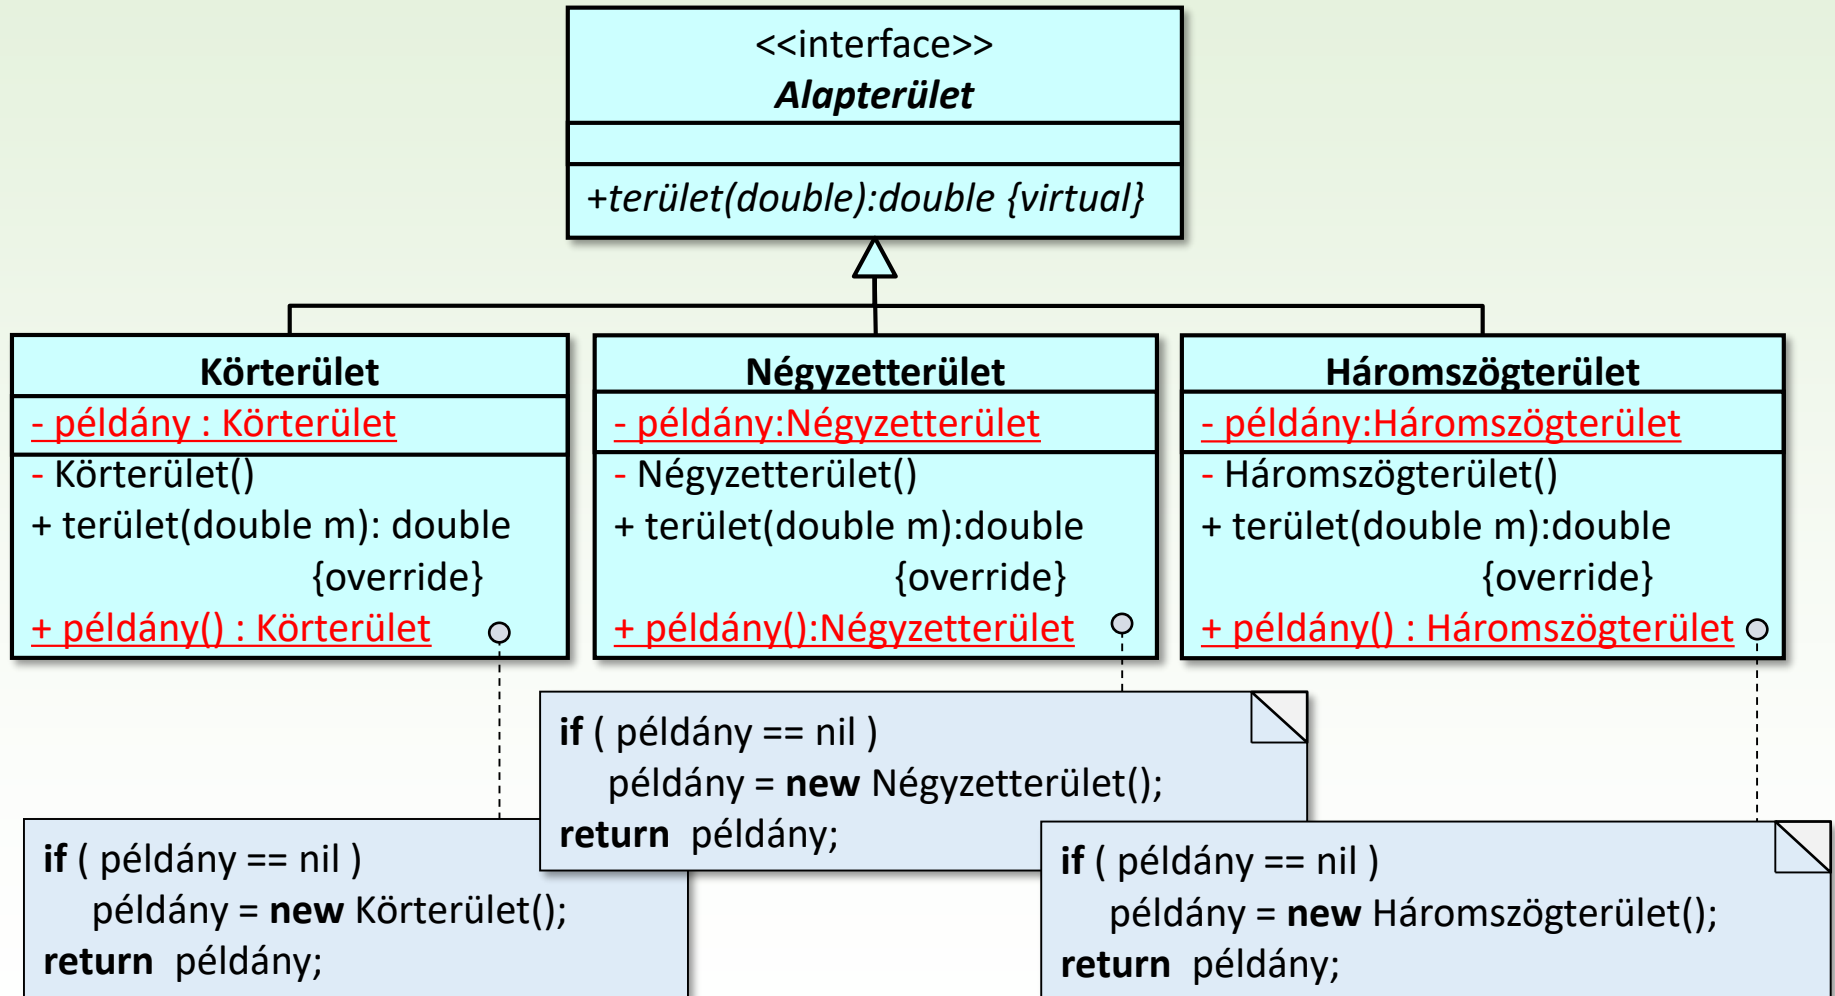 <<interface>>
Alapterület
+terület(double):double {virtual}
Körterület
- példány : Körterület
- Körterület()
+ terület(double m): double
{override}
+ példány() : Körterület
Négyzetterület
- példány:Négyzetterület
- Négyzetterület()
+ terület(double m):double
{override}
+ példány():Négyzetterület
Háromszögterület
- példány:Háromszögterület
- Háromszögterület()
+ terület(double m):double
{override}
+ példány() : Háromszögterület
if ( példány == nil )
példány = new Körterület();
return példány;
if ( példány == nil )
példány = new Négyzetterület();
return példány;
if ( példány == nil )
példány = new Háromszögterület();
return példány;